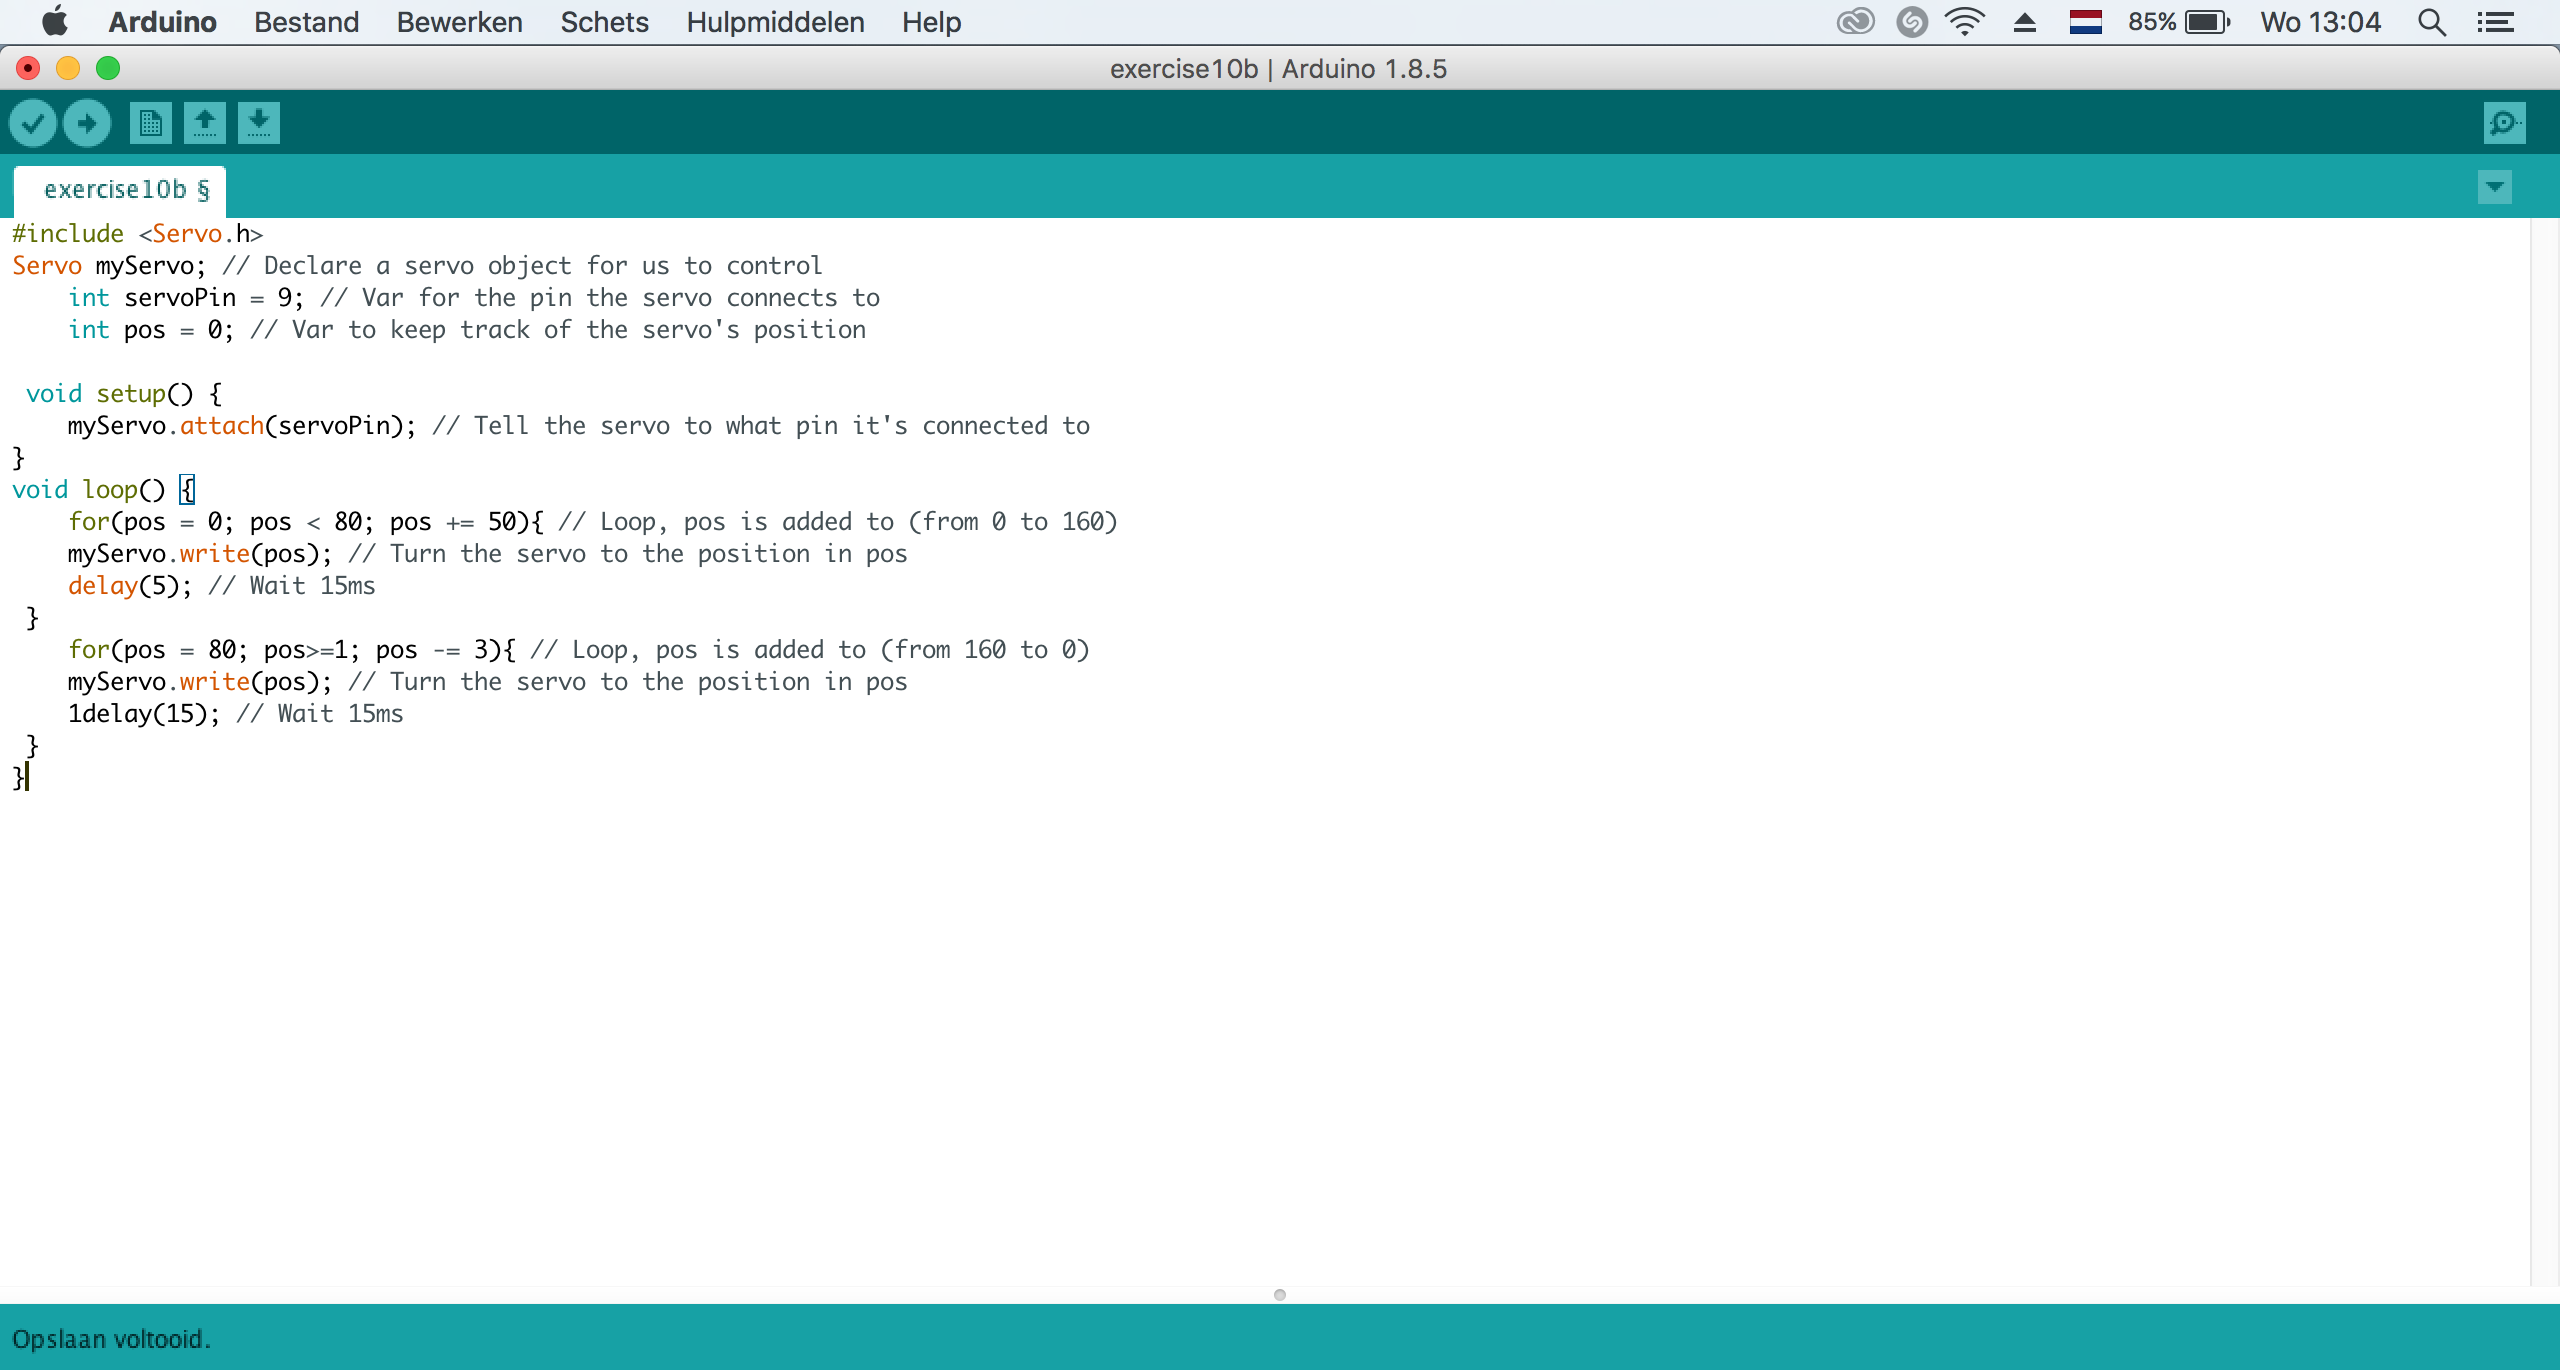 Arduino Bestand Bewerken Schets Hulpmiddelen Help 85% Wo 13:04
exercise10b | Arduino 1.8.5
exercise10b §
#include <Servo.h>
Servo myServo; // Declare a servo object for us to control
    int servoPin = 9; // Var for the pin the servo connects to
    int pos = 0; // Var to keep track of the servo's position
 void setup() {
    myServo.attach(servoPin); // Tell the servo to what pin it's connected to
}
void loop() {
    for(pos = 0; pos < 80; pos += 50){ // Loop, pos is added to (from 0 to 160)
    myServo.write(pos); // Turn the servo to the position in pos
    delay(5); // Wait 15ms
 }
    for(pos = 80; pos>=1; pos -= 3){ // Loop, pos is added to (from 160 to 0)
    myServo.write(pos); // Turn the servo to the position in pos
    1delay(15); // Wait 15ms
 }
}
Opslaan voltooid.